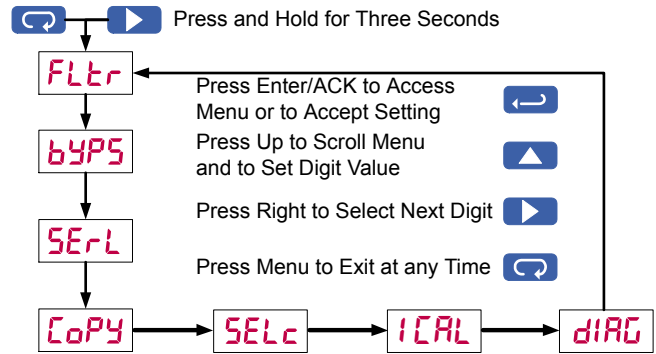 Press and Hold for Three Seconds
FLtr
Press Enter/ACK to Access
Menu or to Accept Setting
bYPS
Press Up to Scroll Menu
and to Set Digit Value
SErL
Press Right to Select Next Digit
Press Menu to Exit at any Time
CoPY
SELc
ICAL
dIAG